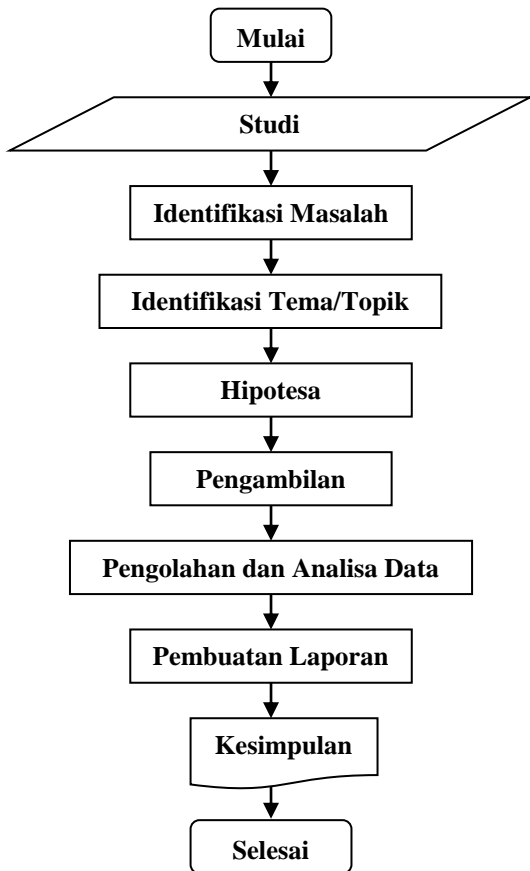 Mulai
Studi
Identifikasi Masalah
Identifikasi Tema/Topik
Hipotesa
Pengambilan
Pengolahan dan Analisa Data
Pembuatan Laporan
Kesimpulan
Selesai